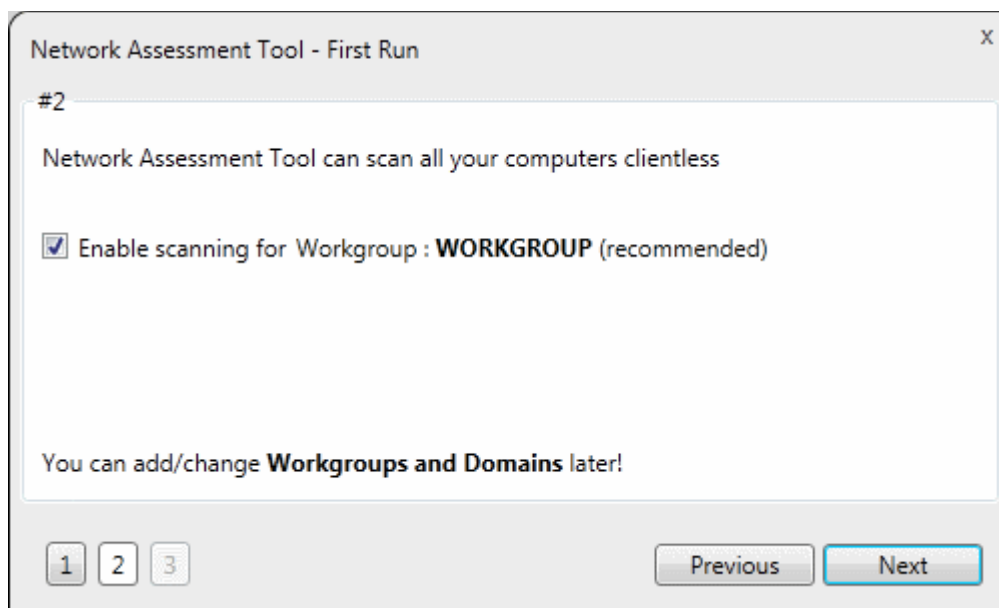 Network Assessment Tool - First Run
x
#2
Network Assessment Tool can scan all your computers clientless
Enable scanning for Workgroup : WORKGROUP (recommended)
You can add/change Workgroups and Domains later!
1 2 3 Previous Next